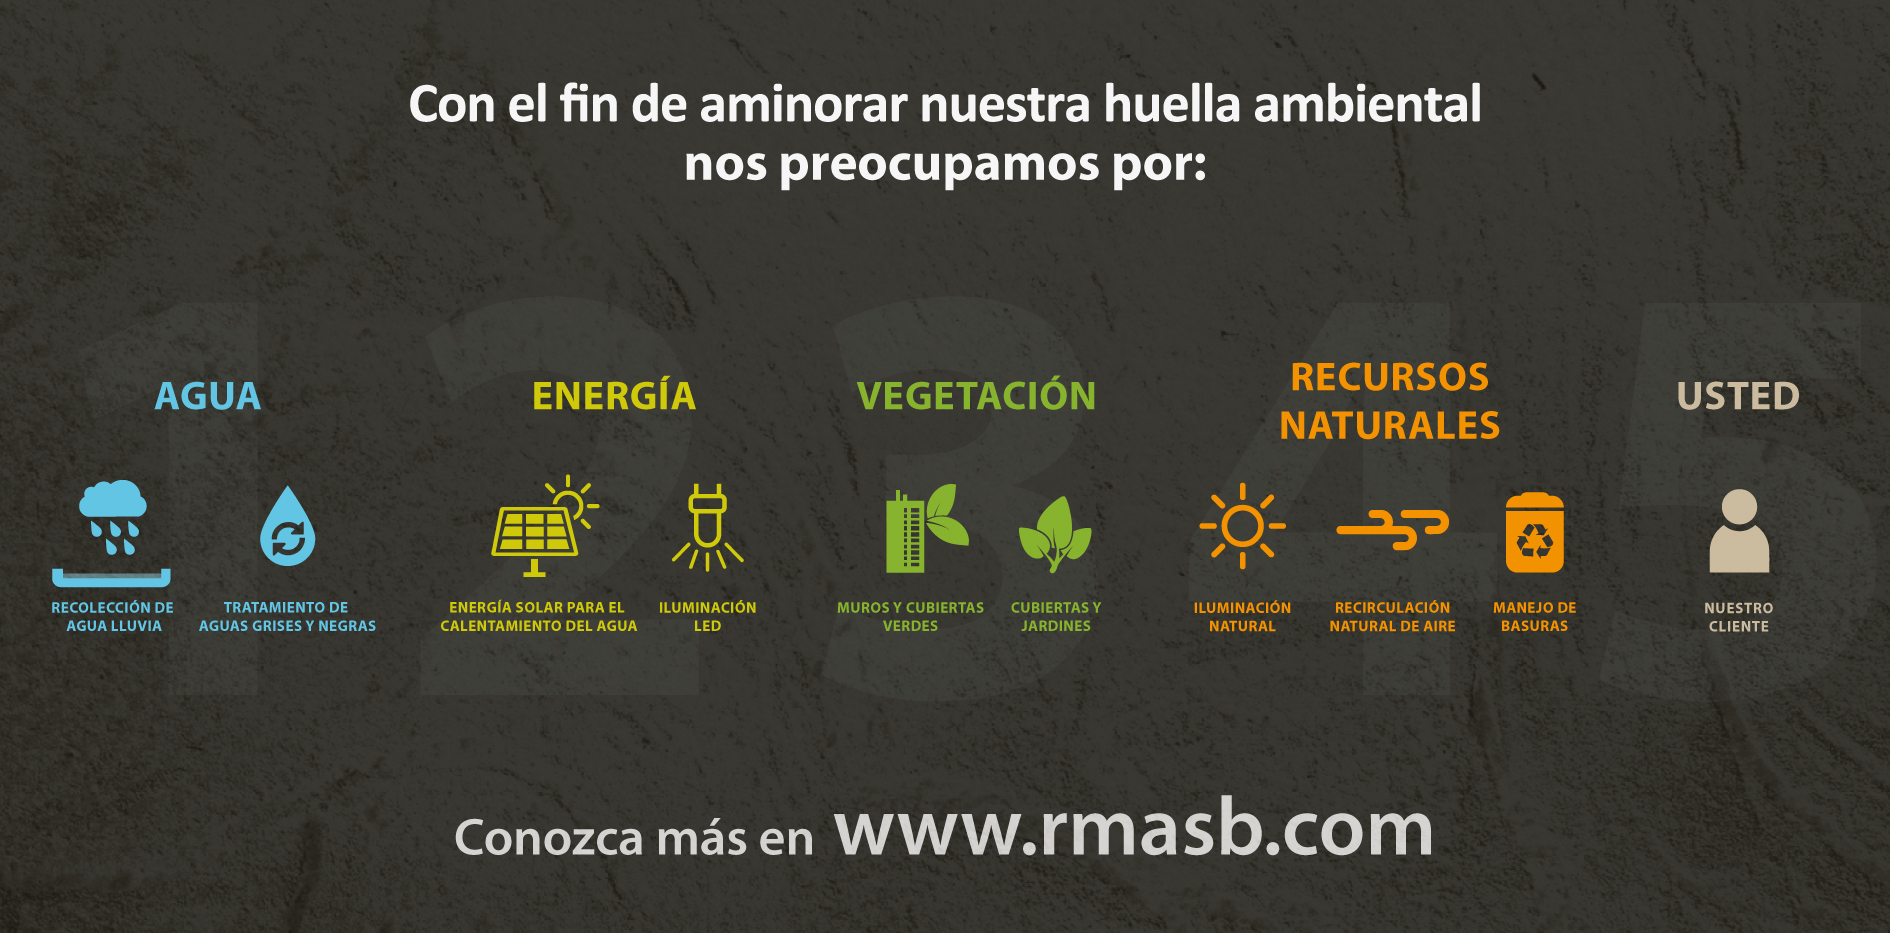 Con el fin de aminorar nuestra huella ambiental
nos preocupamos por:
1
AGUA
RECOLECCIÓN DE
AGUA LLUVIA
TRATAMIENTO DE
AGUAS GRISES Y NEGRAS
2
ENERGÍA
ENERGÍA SOLAR PARA EL
CALENTAMIENTO DEL AGUA
ILUMINACIÓN
LED
3
VEGETACIÓN
MUROS Y CUBIERTAS
VERDES
CUBIERTAS Y
JARDINES
4
RECURSOS
NATURALES
ILUMINACIÓN
NATURAL
RECIRCULACIÓN
NATURAL DE AIRE
MANEJO DE
BASURAS
5
USTED
NUESTRO
CLIENTE
Conozca más en www.rmasb.com